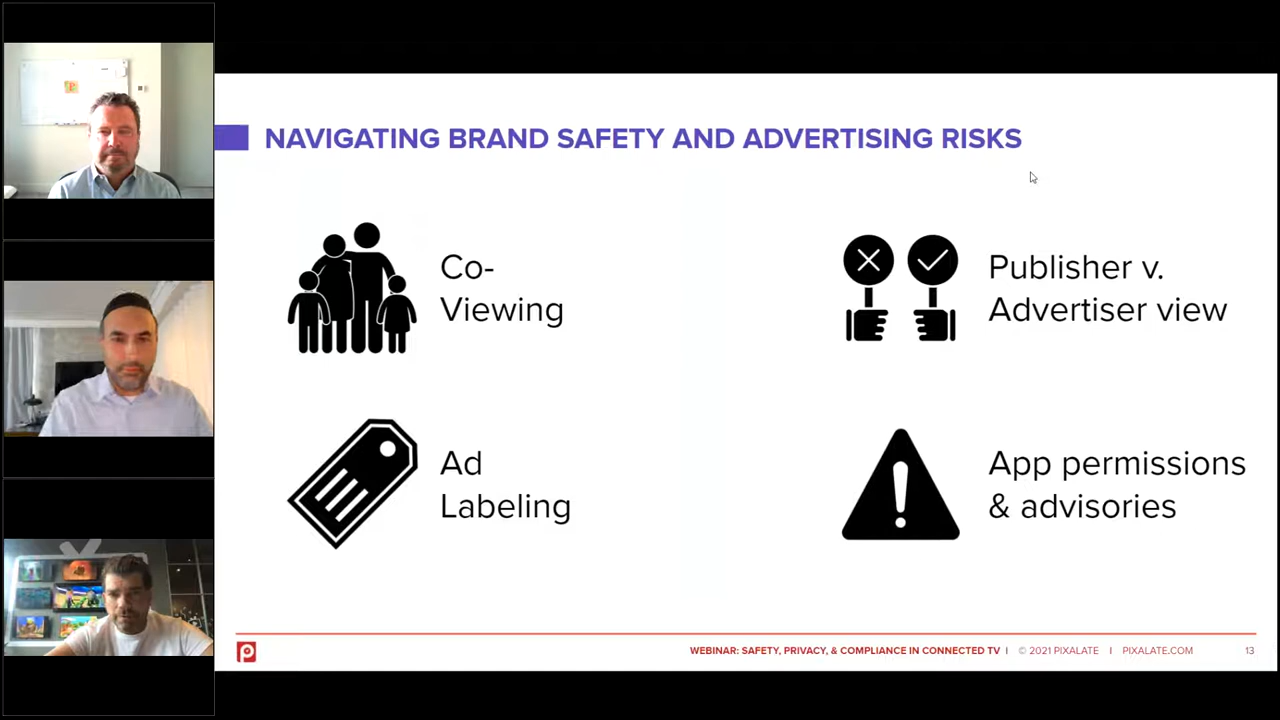 NAVIGATING BRAND SAFETY AND ADVERTISING RISKS
Co-
Viewing
Publisher v.
Advertiser view
Ad
Labeling
App permissions
& advisories
WEBINAR: SAFETY, PRIVACY, & COMPLIANCE IN CONNECTED TV I © 2021 PIXALATE I PIXALATE.COM 13